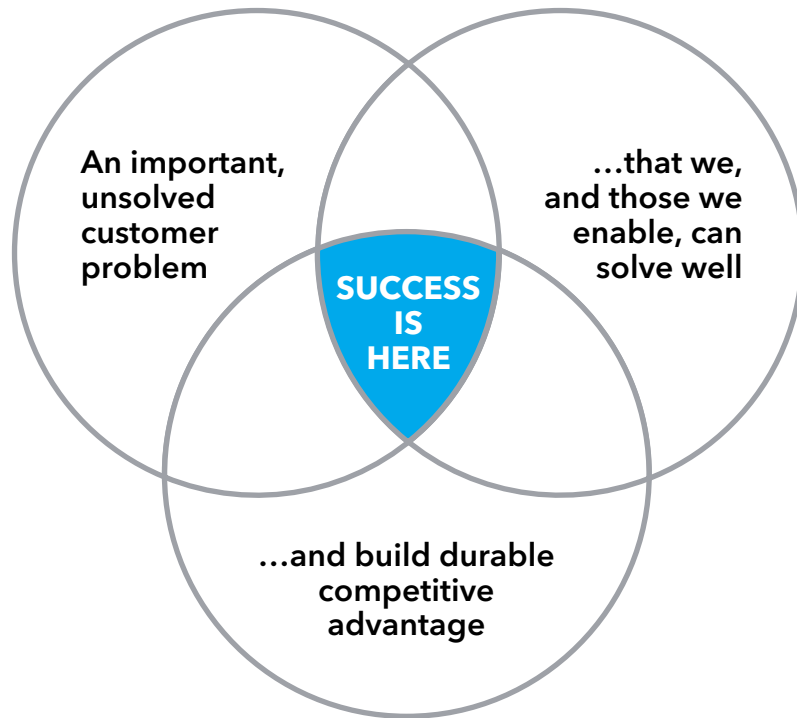 An important,
unsolved
customer
problem
…that we,
and those we
enable, can
solve well
SUCCESS
IS
HERE
…and build durable
competitive
advantage